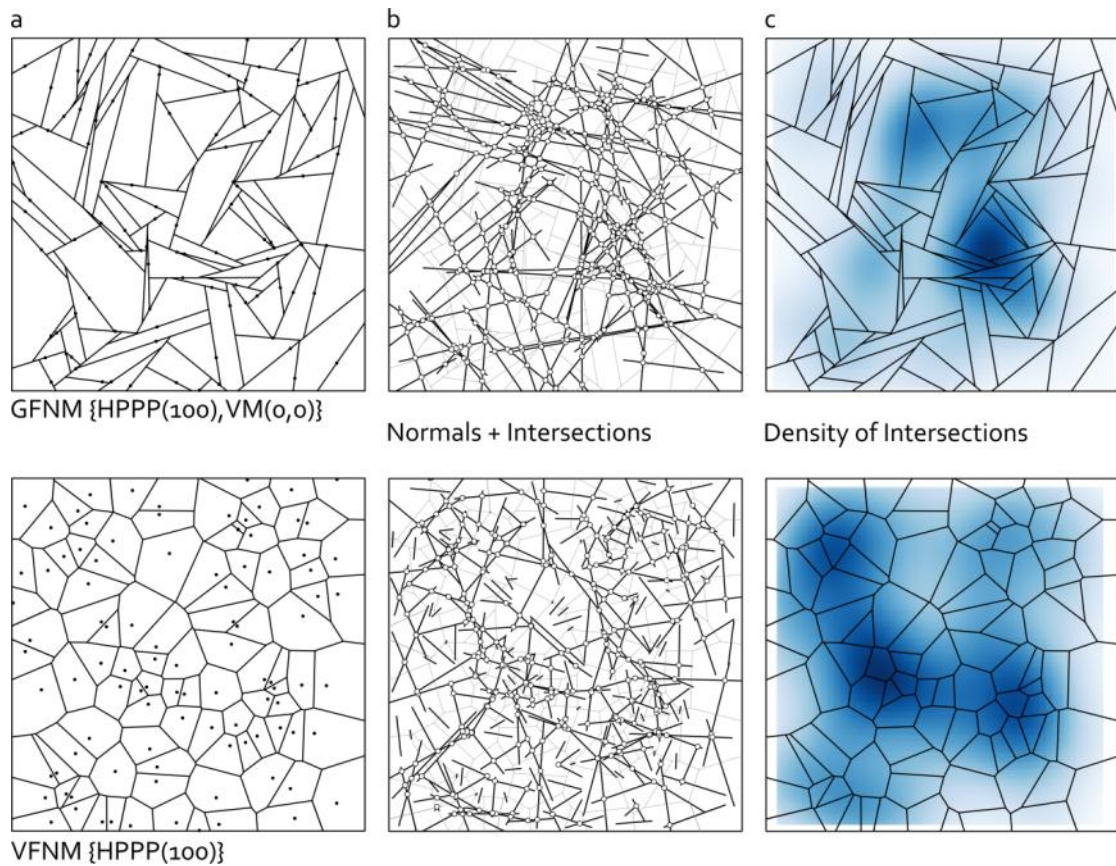 a
b
c
GFNM {HPPP(100),VM(0,0)}
Normals + Intersections
Density of Intersections
VFNM {HPPP(100)}